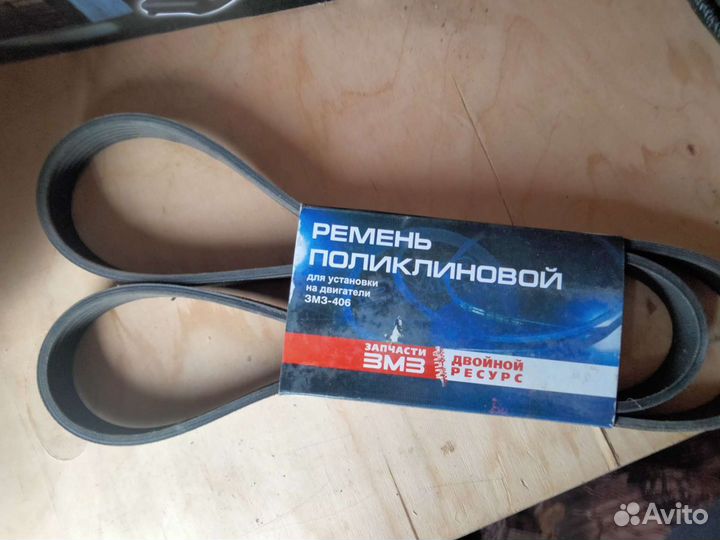 РЕМЕНЬ
ПОЛИКЛИНОВОЙ
для установки
на двигатели
ЗМЗ-406
ЗАПЧАСТИ
ЗМЗ
ДВОЙНОЙ
РЕСУРС
Avito